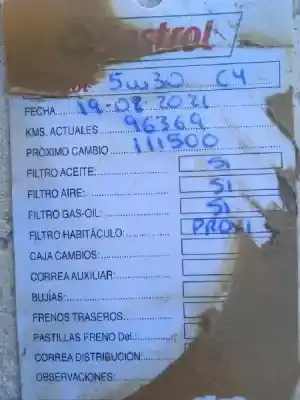 5W30 C4
FECHA 19-08-2021
KMS. ACTUALES 96369
PRÓXIMO CAMBIO 111500
FILTRO ACEITE: SI
FILTRO AIRE: SI
FILTRO GAS-OIL: SI
FILTRO HABITÁCULO: PROXI
CAJA CAMBIOS:
CORREA AUXILIAR:
BUJÍAS:
FRENOS TRASEROS:
PASTILLAS FRENO Del.:
CORREA DISTRIBUCIÓN:
OBSERVACIONES: